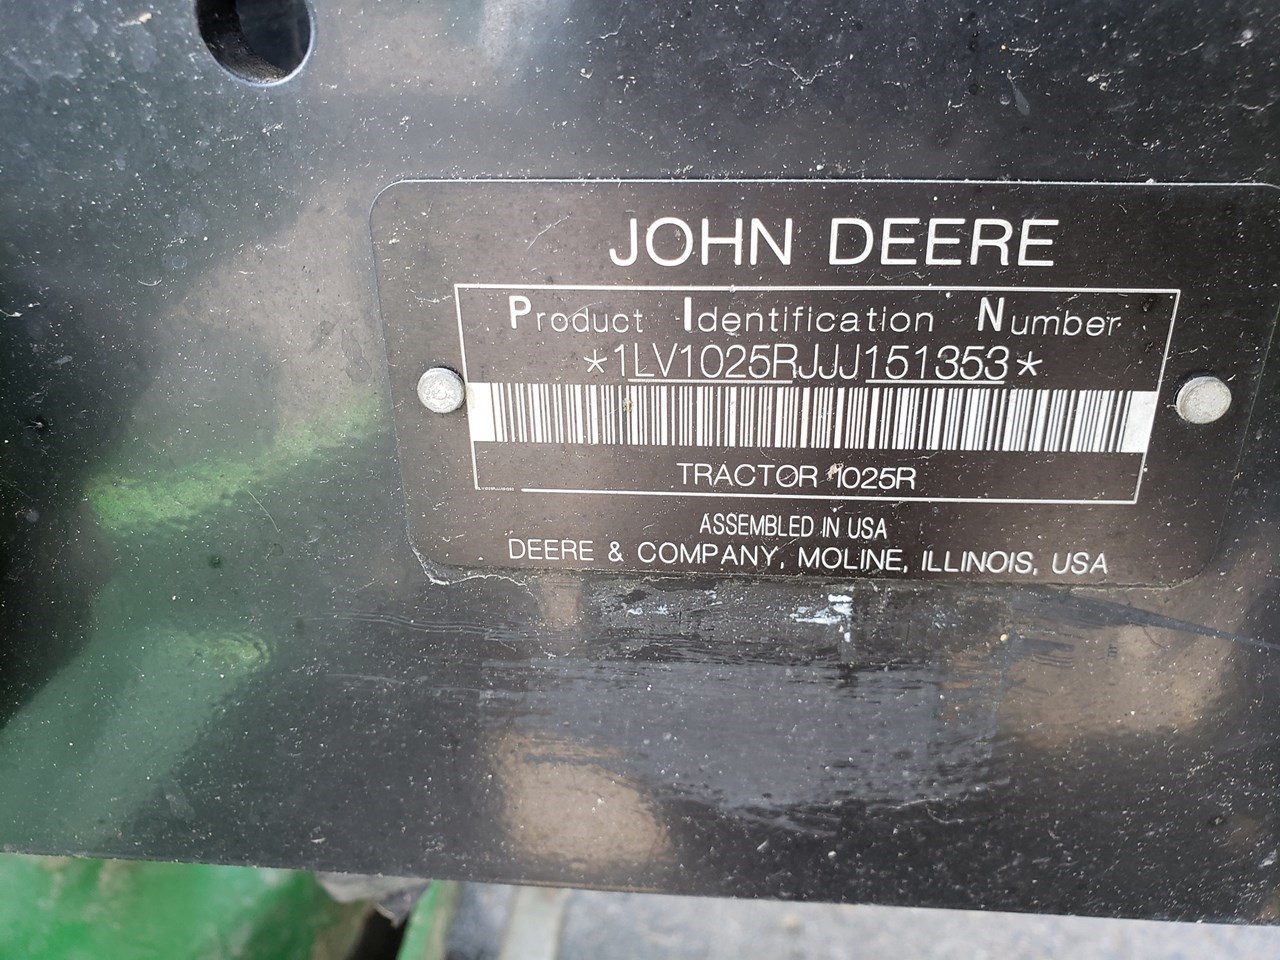 JOHN DEERE
Product Identification Number
*1LV1025RJJJ151353*
TRACTOR 1025R
ASSEMBLED IN USA
DEERE & COMPANY, MOLINE, ILLINOIS, USA